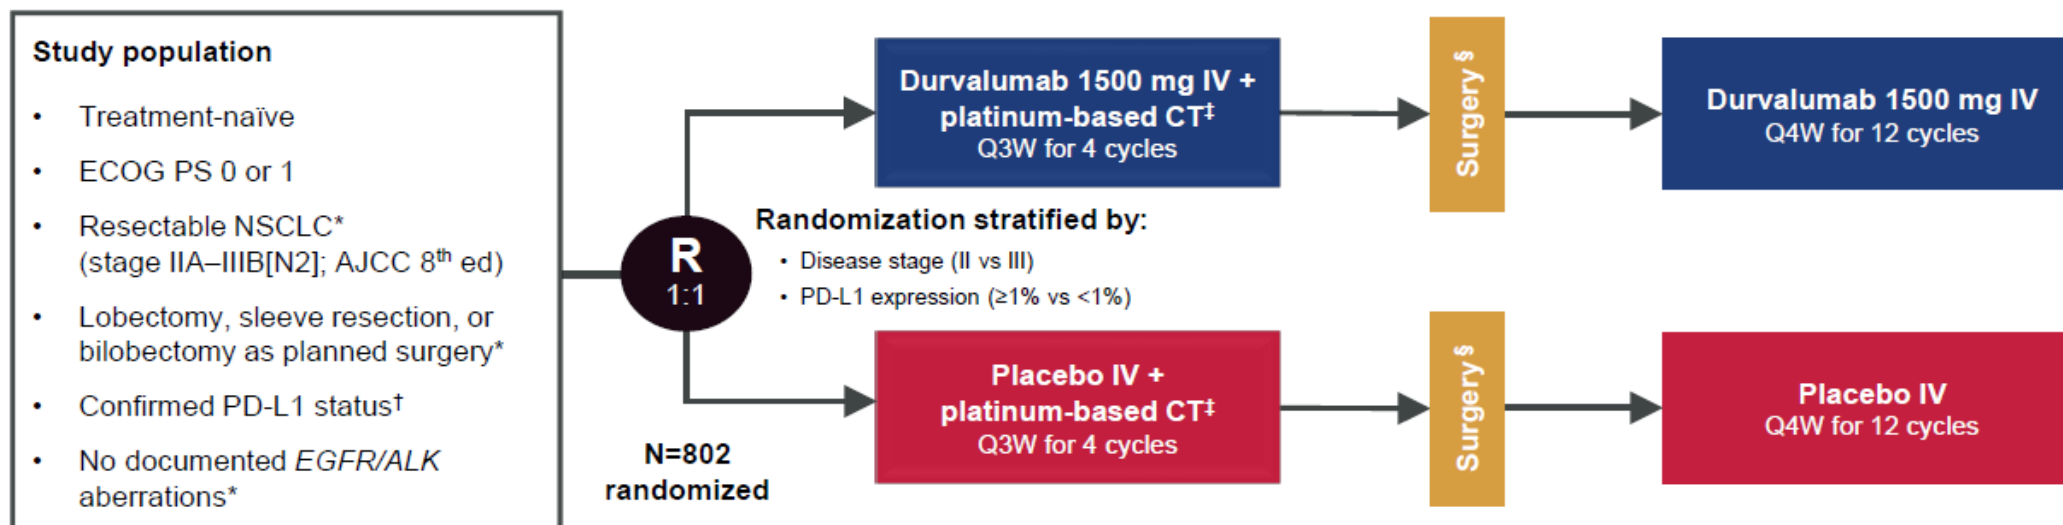 Study population
• Treatment-naïve
• ECOG PS 0 or 1
• Resectable NSCLC*
(stage IIA–IIIB[N2]; AJCC 8th ed)
• Lobectomy, sleeve resection, or
bilobectomy as planned surgery*
• Confirmed PD-L1 status†
• No documented EGFR/ALK
aberrations*
R
1:1
N=802
randomized
Randomization stratified by:
• Disease stage (II vs III)
• PD-L1 expression (≥1% vs <1%)
Durvalumab 1500 mg IV +
platinum-based CT‡
Q3W for 4 cycles
Surgery§
Durvalumab 1500 mg IV
Q4W for 12 cycles
Placebo IV +
platinum-based CT‡
Q3W for 4 cycles
Surgery§
Placebo IV
Q4W for 12 cycles